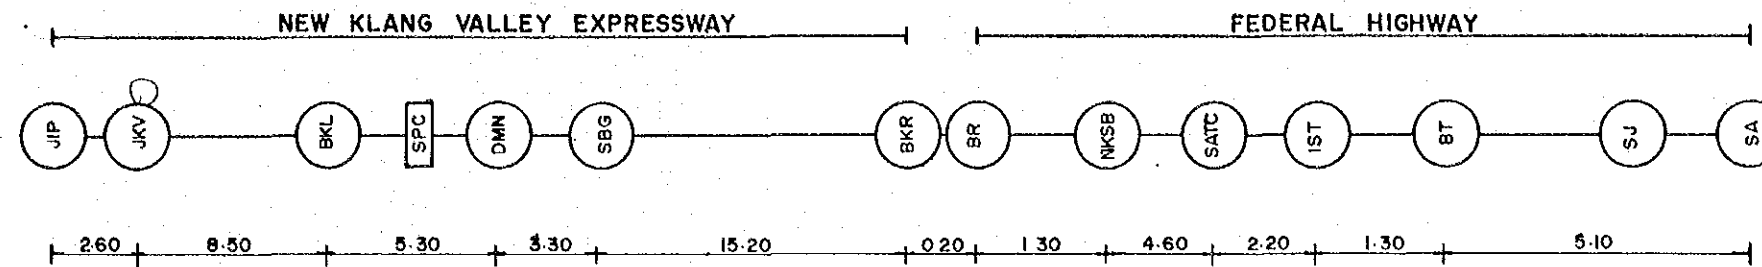 NEW KLANG VALLEY EXPRESSWAY FEDERAL HIGHWAY
JIP JKV BKL SPC DMN SBG BKR BR NKSB SATC IST BT SJ SA
2.60 8.50 5.30 3.30 15.20 0.20 1.30 4.60 2.20 1.30 5.10